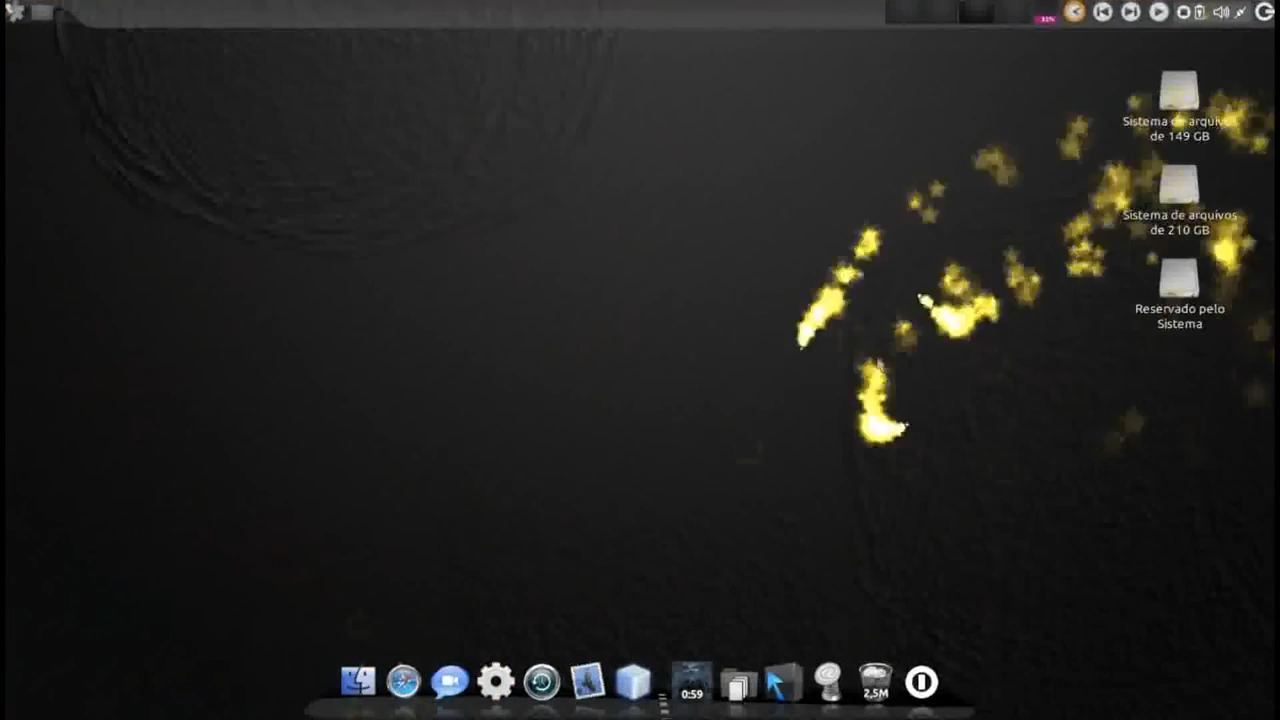 31%
Sistema de arquivos
de 149 GB
Sistema de arquivos
de 210 GB
Reservado pelo
Sistema
0:59
2,5M